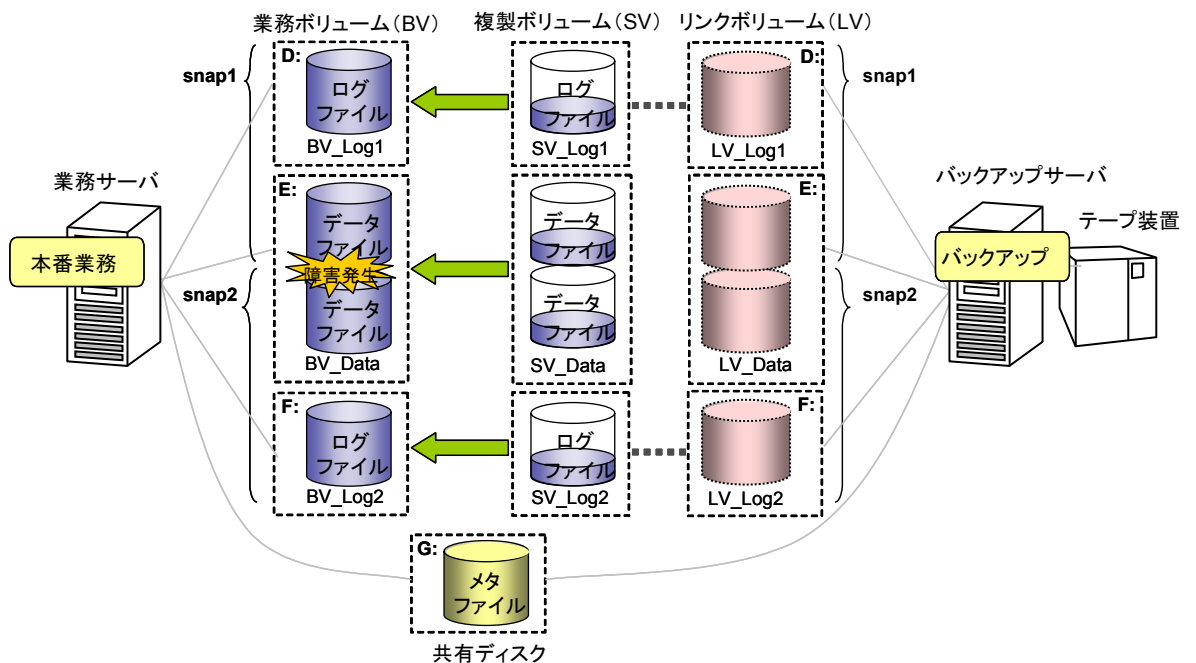 業務ボリューム(BV)
複製ボリューム(SV)
リンクボリューム(LV)
snap1
D:
ログ
ファイル
BV_Log1
ログ
ファイル
SV_Log1
D:
LV_Log1
snap1
業務サーバ
本番業務
E:
データ
ファイル
障害発生
データ
ファイル
BV_Data
データ
ファイル
データ
ファイル
SV_Data
E:
LV_Data
バックアップサーバ
テープ装置
バックアップ
snap2
F:
ログ
ファイル
BV_Log2
ログ
ファイル
SV_Log2
F:
LV_Log2
snap2
G:
メタ
ファイル
共有ディスク